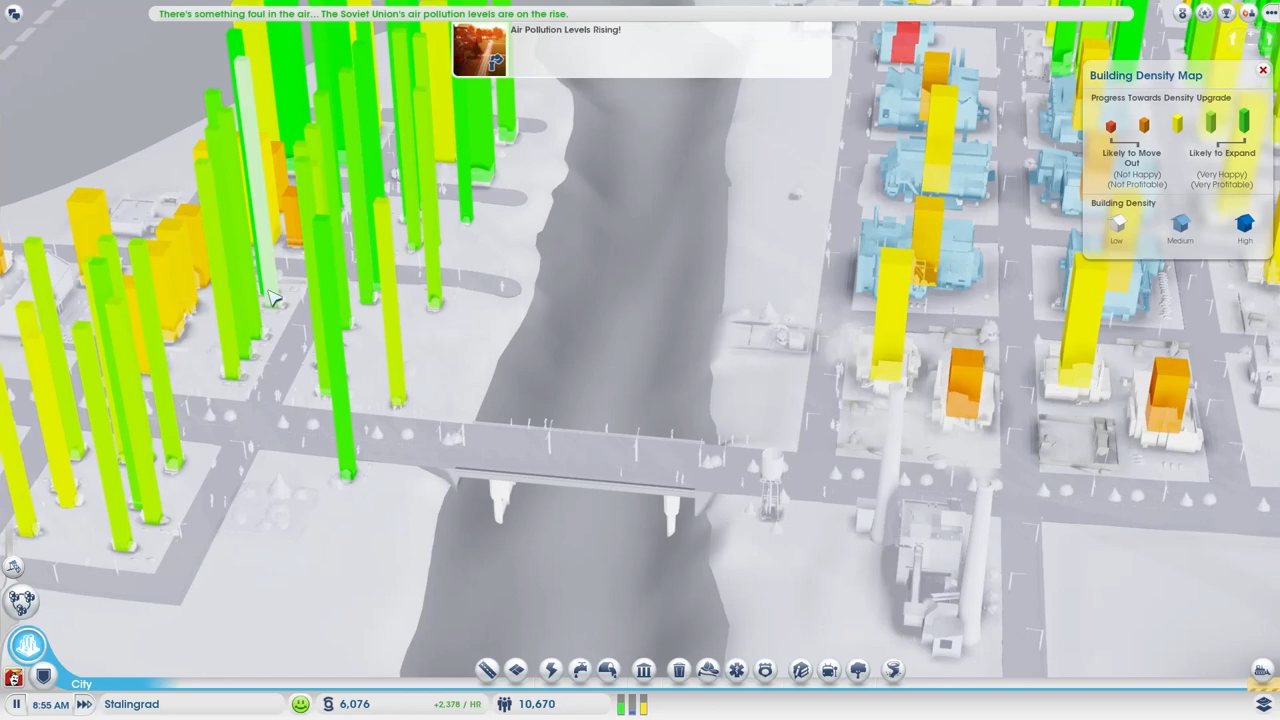 There's something foul in the air... The Soviet Union's air pollution levels are on the rise.
Air Pollution Levels Rising!
Building Density Map
Progress Towards Density Upgrade
Likely to Move Out
(Not Happy)
(Not Profitable)
Likely to Expand
(Very Happy)
(Very Profitable)
Building Density
Low
Medium
High
City
8:55 AM
Stalingrad
6,076
+2,378 / HR
10,670